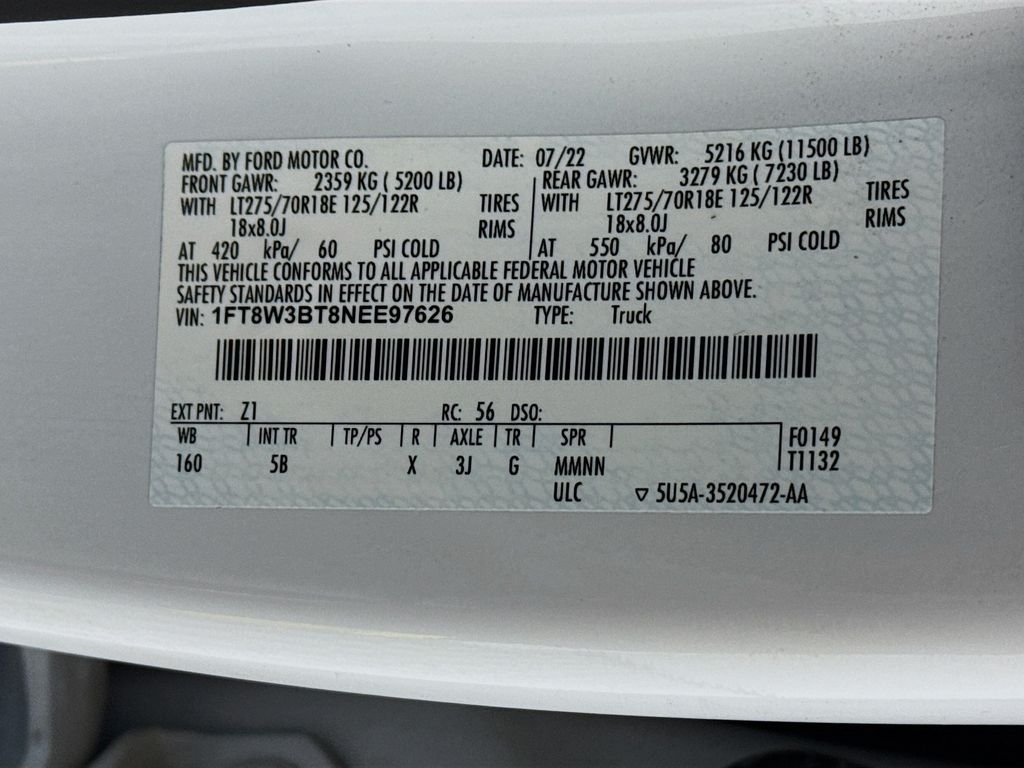 MFD. BY FORD MOTOR CO. DATE: 07/22 GVWR: 5216 KG (11500 LB)
FRONT GAWR: 2359 KG ( 5200 LB) REAR GAWR: 3279 KG ( 7230 LB)
WITH LT275/70R18E 125/122R TIRES WITH LT275/70R18E 125/122R TIRES
18x8.0J RIMS 18x8.0J RIMS
AT 420 kPa/ 60 PSI COLD AT 550 kPa/ 80 PSI COLD
THIS VEHICLE CONFORMS TO ALL APPLICABLE FEDERAL MOTOR VEHICLE
SAFETY STANDARDS IN EFFECT ON THE DATE OF MANUFACTURE SHOWN ABOVE.
VIN: 1FT8W3BT8NEE97626 TYPE: Truck
EXT PNT: Z1 RC: 56 DSO:
WB INT TR TP/PS R AXLE TR SPR F0149
160 5B X 3J G MMNN T1132
ULC ▽ 5U5A-3520472-AA